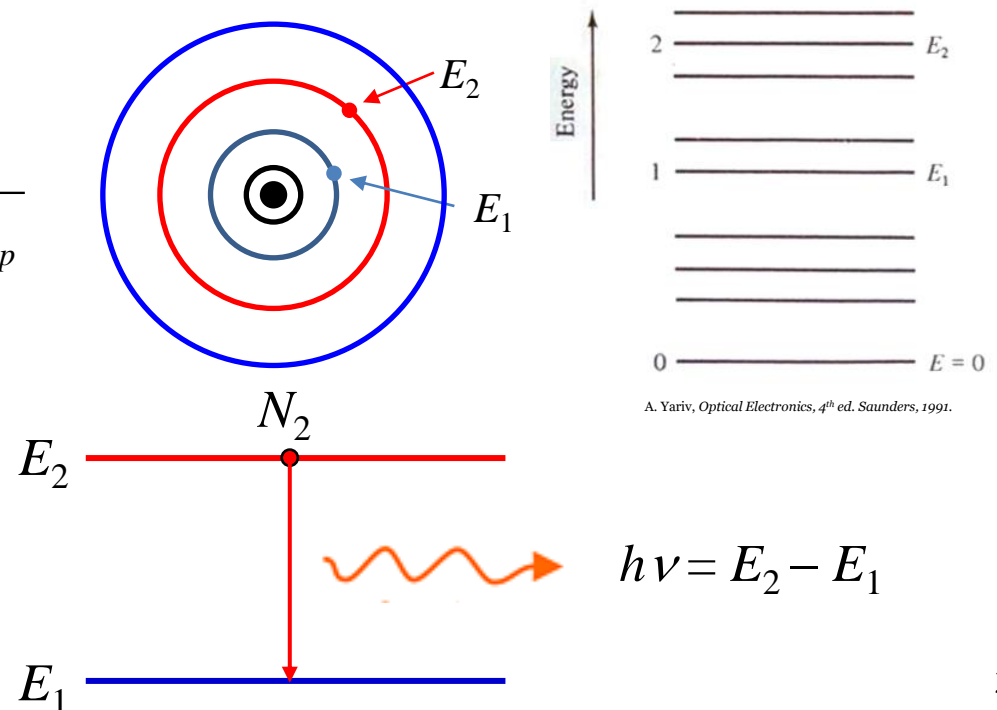 E₂
E₁
p
Energy
2 E₂
1 E₁
0 E = 0
A. Yariv, Optical Electronics, 4ᵗʰ ed. Saunders, 1991.
N₂
E₂
hν = E₂ – E₁
E₁